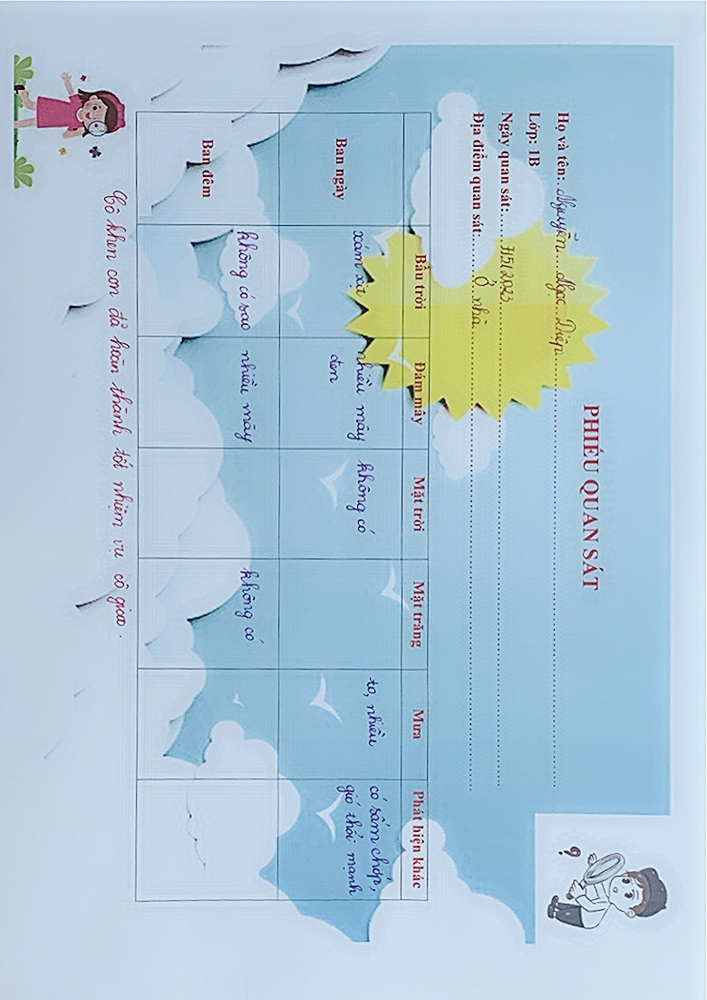 PHIẾU QUAN SÁT
Họ và tên: Nguyễn Ngọc Diệp
Lớp: 1B
Ngày quan sát: 7/5/2023
Địa điểm quan sát: Ở nhà
Bầu trời Đám mây Mặt trời Mặt trăng Mưa Phát hiện khác
Ban ngày xám xịt nhiều mây không có to, nhiều có sấm chớp,
đen gió thổi mạnh
Ban đêm không có sao nhiều mây không có
Cô khen con đã hoàn thành tốt nhiệm vụ cô giao.
?